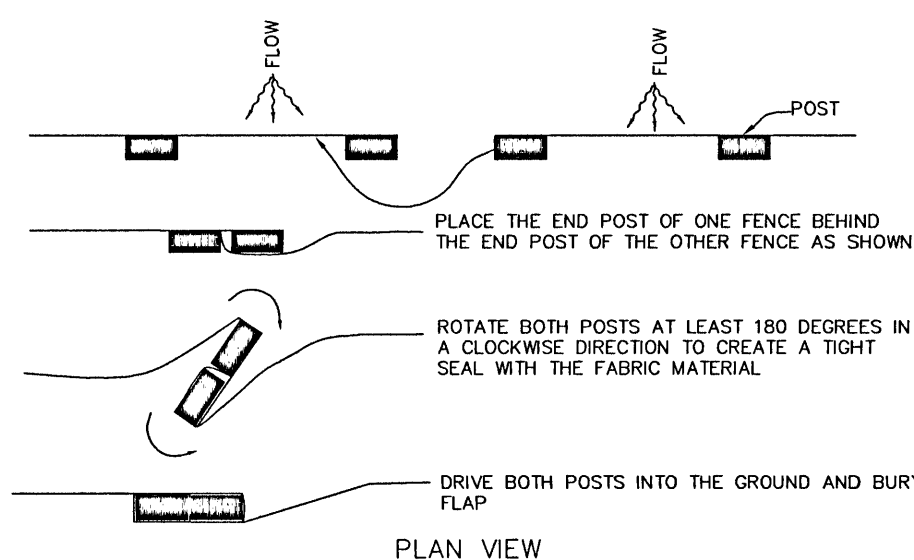 FLOW
FLOW
POST
PLACE THE END POST OF ONE FENCE BEHIND
THE END POST OF THE OTHER FENCE AS SHOWN
ROTATE BOTH POSTS AT LEAST 180 DEGREES IN
A CLOCKWISE DIRECTION TO CREATE A TIGHT
SEAL WITH THE FABRIC MATERIAL
DRIVE BOTH POSTS INTO THE GROUND AND BURY
FLAP
PLAN VIEW